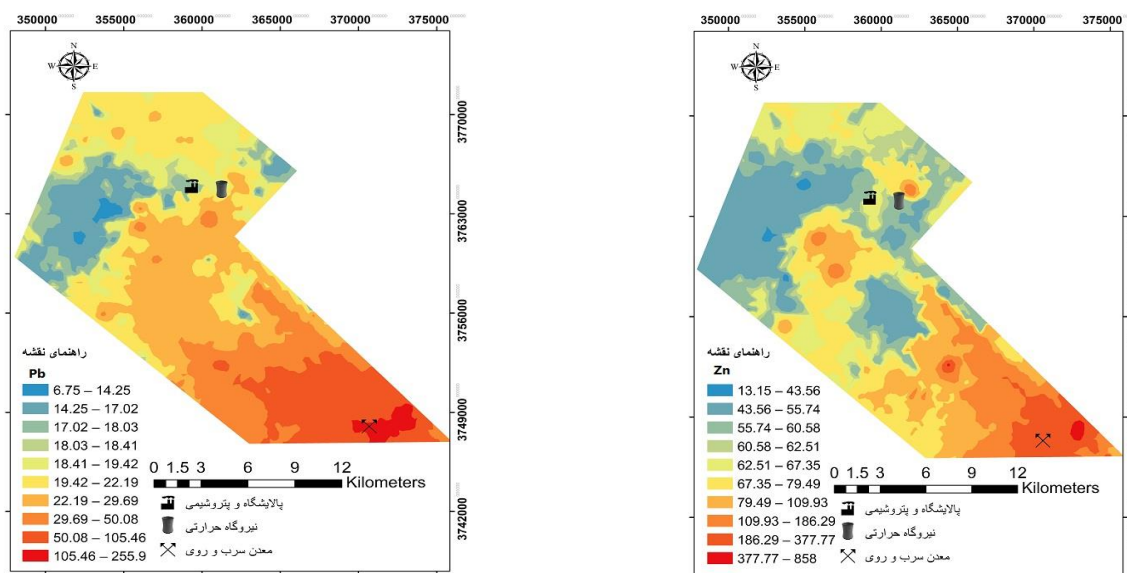 350000 355000 360000 365000 370000 375000
N
W E
S
3770000
3763000
3756000
3749000
3742000
راهنمای نقشه
Pb
6.75 – 14.25
14.25 – 17.02
17.02 – 18.03
18.03 – 18.41
18.41 – 19.42
19.42 – 22.19
22.19 – 29.69
29.69 – 50.08
50.08 – 105.46
105.46 – 255.9
0 1.5 3 6 9 12
Kilometers
پالایشگاه و پتروشیمی
نیروگاه حرارتی
معدن سرب و روی
350000 355000 360000 365000 370000 375000
N
W E
S
راهنمای نقشه
Zn
13.15 – 43.56
43.56 – 55.74
55.74 – 60.58
60.58 – 62.51
62.51 – 67.35
67.35 – 79.49
79.49 – 109.93
109.93 – 186.29
186.29 – 377.77
377.77 – 858
0 1.5 3 6 9 12
Kilometers
پالایشگاه و پتروشیمی
نیروگاه حرارتی
معدن سرب و روی